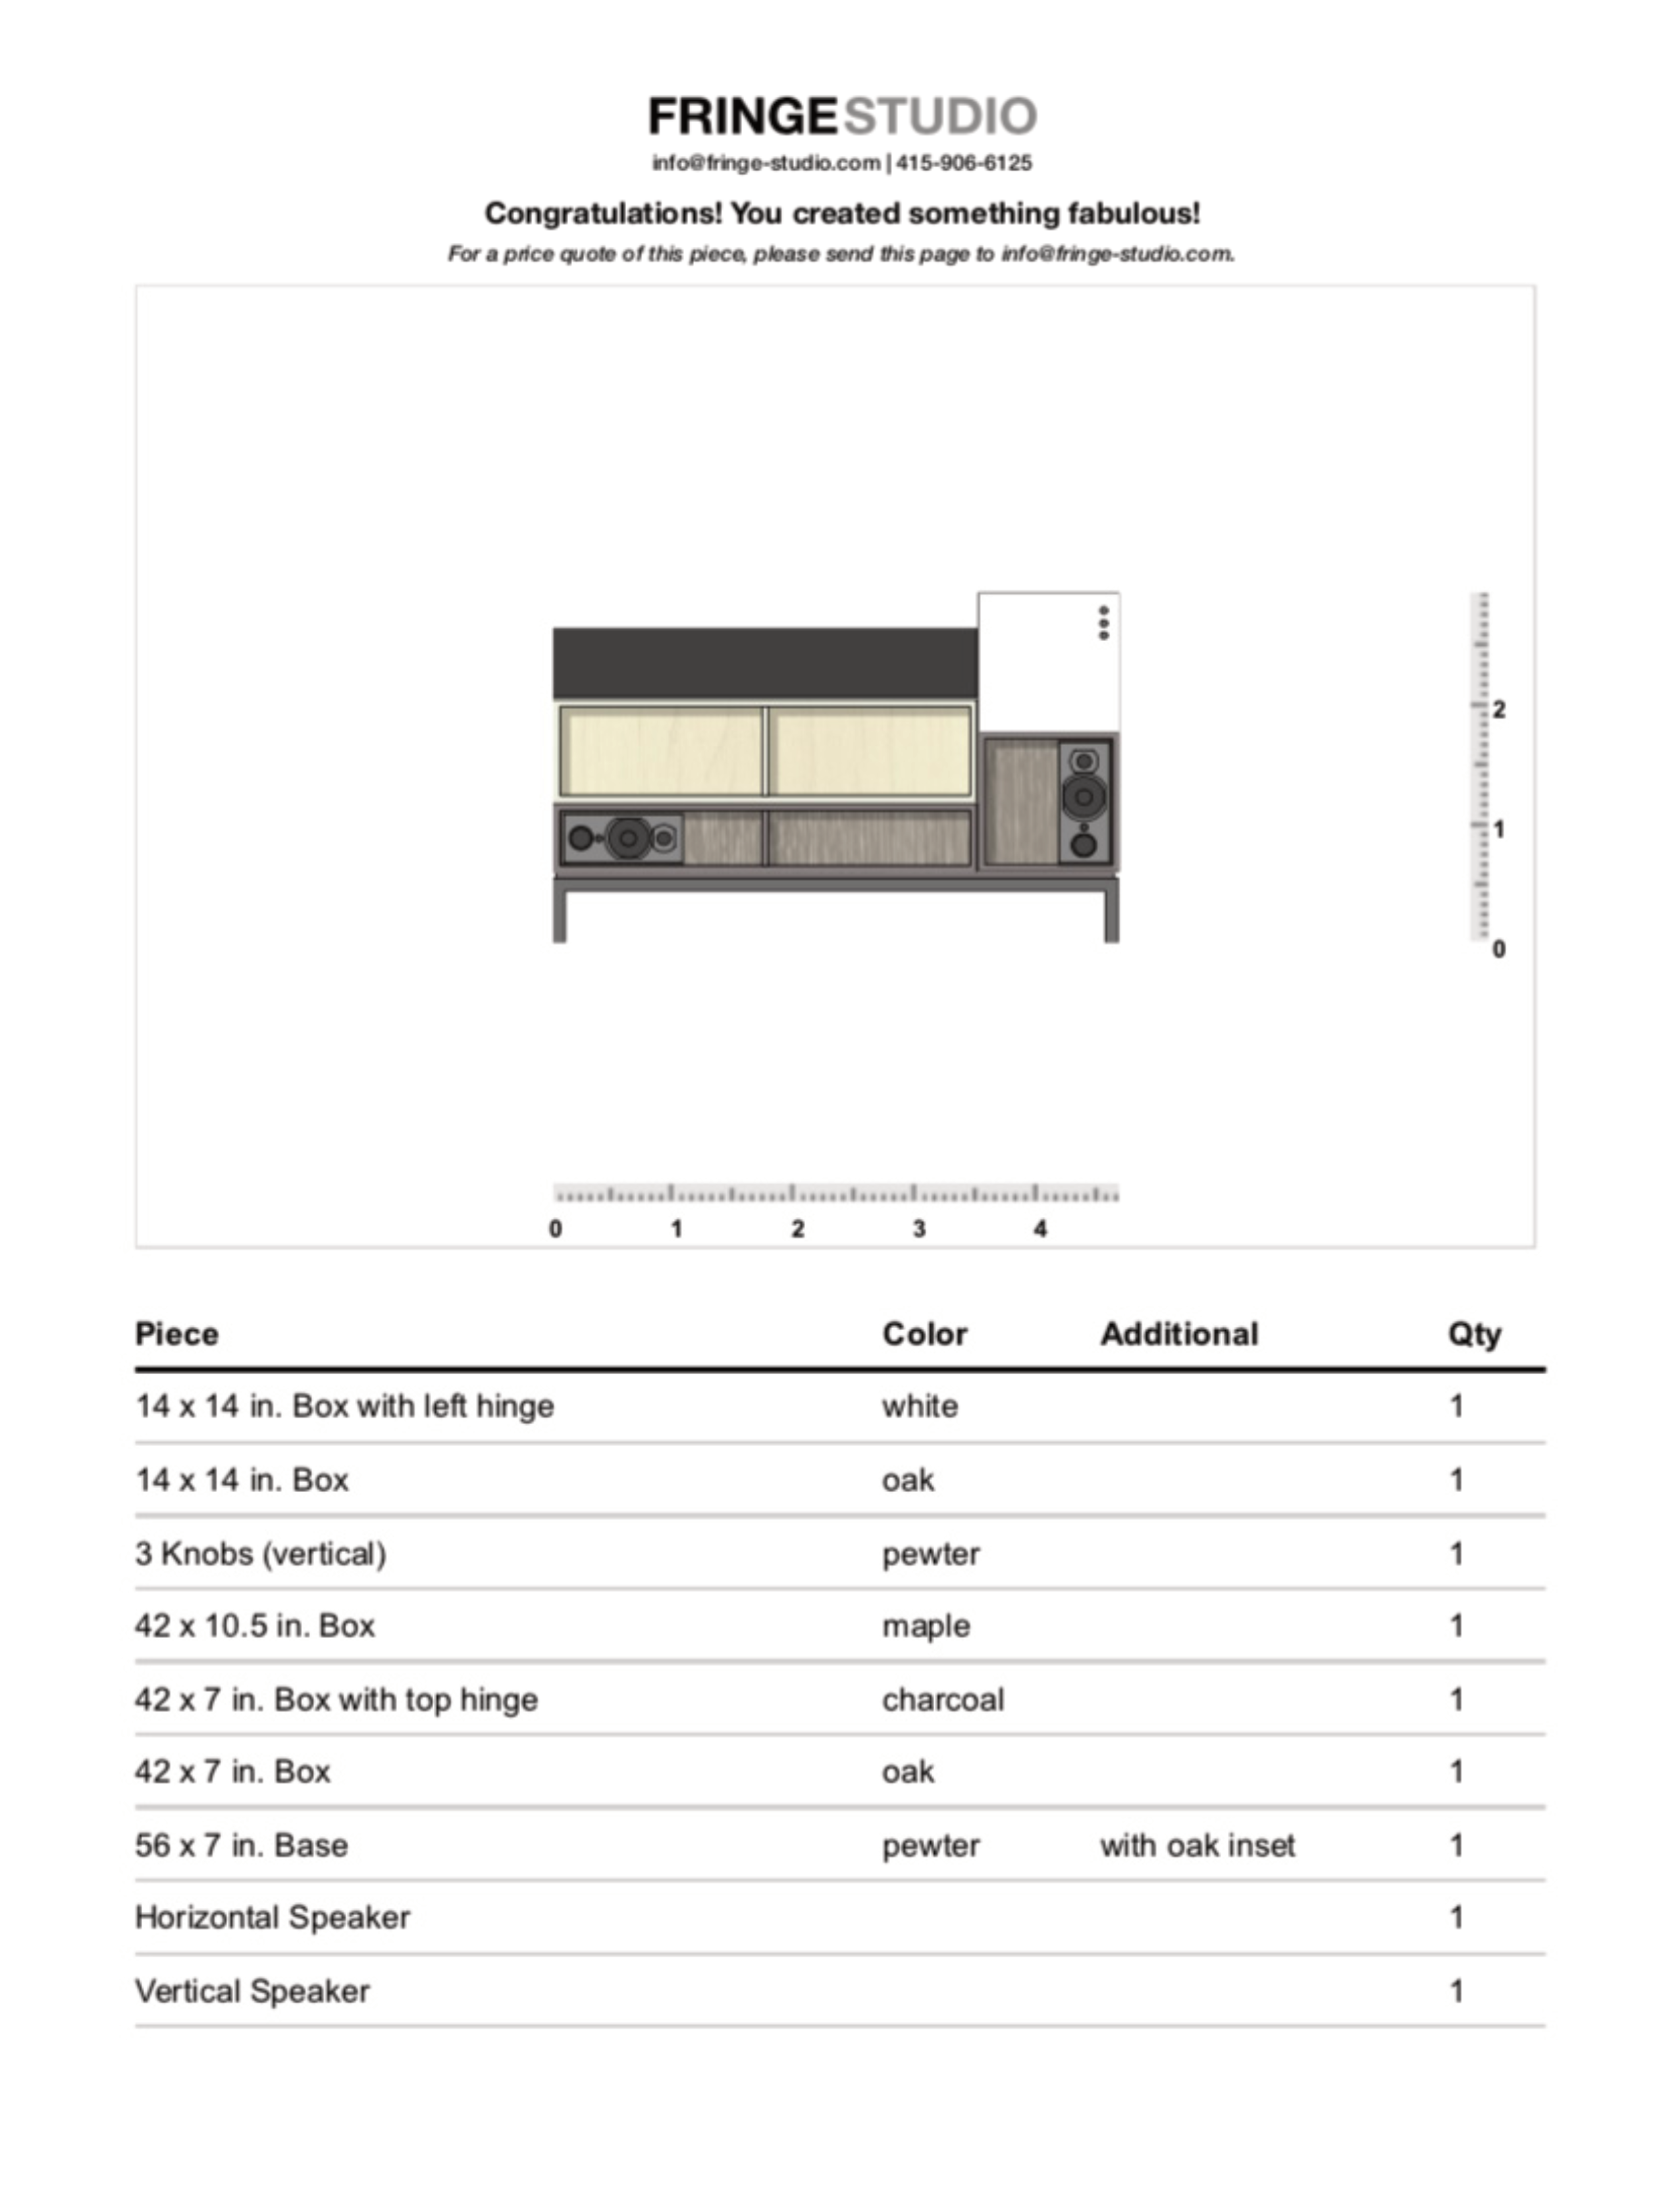 FRINGESTUDIO
info@fringe-studio.com | 415-906-6125
Congratulations! You created something fabulous!
For a price quote of this piece, please send this page to info@fringe-studio.com.
2
1
0
0 1 2 3 4
Piece Color Additional Qty
14 x 14 in. Box with left hinge white 1
14 x 14 in. Box oak 1
3 Knobs (vertical) pewter 1
42 x 10.5 in. Box maple 1
42 x 7 in. Box with top hinge charcoal 1
42 x 7 in. Box oak 1
56 x 7 in. Base pewter with oak inset 1
Horizontal Speaker 1
Vertical Speaker 1